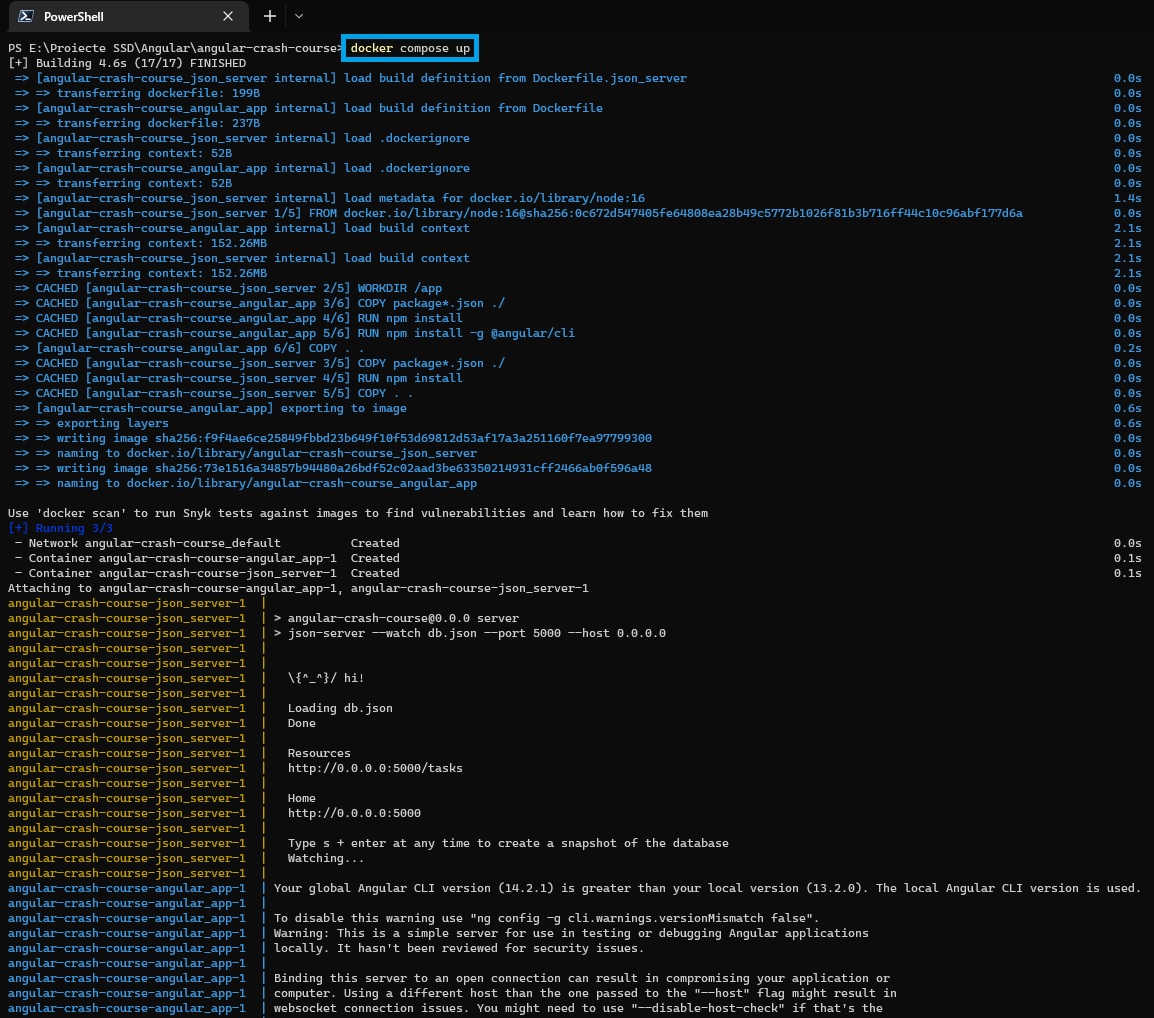 PowerShell
PS E:\Proiecte SSD\Angular\angular-crash-course> docker compose up
[+] Building 4.6s (17/17) FINISHED
=> [angular-crash-course_json_server internal] load build definition from Dockerfile.json_server 0.0s
=> => transferring dockerfile: 199B 0.0s
=> [angular-crash-course_angular_app internal] load build definition from Dockerfile 0.0s
=> => transferring dockerfile: 237B 0.0s
=> [angular-crash-course_json_server internal] load .dockerignore 0.0s
=> => transferring context: 52B 0.0s
=> [angular-crash-course_angular_app internal] load .dockerignore 0.0s
=> => transferring context: 52B 0.0s
=> [angular-crash-course_json_server internal] load metadata for docker.io/library/node:16 1.4s
=> [angular-crash-course_json_server 1/5] FROM docker.io/library/node:16@sha256:0c672d547405fe64808ea28b49c5772b1026f81b3b716ff44c10c96abf177d6a 0.0s
=> [angular-crash-course_angular_app internal] load build context 2.1s
=> => transferring context: 152.26MB 2.1s
=> [angular-crash-course_json_server internal] load build context 2.1s
=> => transferring context: 152.26MB 2.1s
=> CACHED [angular-crash-course_json_server 2/5] WORKDIR /app 0.0s
=> CACHED [angular-crash-course_angular_app 3/6] COPY package*.json ./ 0.0s
=> CACHED [angular-crash-course_angular_app 4/6] RUN npm install 0.0s
=> CACHED [angular-crash-course_angular_app 5/6] RUN npm install -g @angular/cli 0.0s
=> [angular-crash-course_angular_app 6/6] COPY . . 0.2s
=> CACHED [angular-crash-course_json_server 3/5] COPY package*.json ./ 0.0s
=> CACHED [angular-crash-course_json_server 4/5] RUN npm install 0.0s
=> CACHED [angular-crash-course_json_server 5/5] COPY . . 0.0s
=> [angular-crash-course_angular_app] exporting to image 0.6s
=> => exporting layers 0.6s
=> => writing image sha256:f9f4ae6ce25849fbbd23b649f10f53d69812d53af17a3a251160f7ea97799300 0.0s
=> => naming to docker.io/library/angular-crash-course_json_server 0.0s
=> => writing image sha256:73e1516a34857b94480a26bdf52c02aad3be63350214931cff2466ab0f596a48 0.0s
=> => naming to docker.io/library/angular-crash-course_angular_app 0.0s
Use 'docker scan' to run Snyk tests against images to find vulnerabilities and learn how to fix them
[+] Running 3/3
- Network angular-crash-course_default Created 0.0s
- Container angular-crash-course-angular_app-1 Created 0.1s
- Container angular-crash-course-json_server-1 Created 0.1s
Attaching to angular-crash-course-angular_app-1, angular-crash-course-json_server-1
angular-crash-course-json_server-1 |
angular-crash-course-json_server-1 | > angular-crash-course@0.0.0 server
angular-crash-course-json_server-1 | > json-server --watch db.json --port 5000 --host 0.0.0.0
angular-crash-course-json_server-1 |
angular-crash-course-json_server-1 |
angular-crash-course-json_server-1 | \{^_^}/ hi!
angular-crash-course-json_server-1 |
angular-crash-course-json_server-1 | Loading db.json
angular-crash-course-json_server-1 | Done
angular-crash-course-json_server-1 |
angular-crash-course-json_server-1 | Resources
angular-crash-course-json_server-1 | http://0.0.0.0:5000/tasks
angular-crash-course-json_server-1 |
angular-crash-course-json_server-1 | Home
angular-crash-course-json_server-1 | http://0.0.0.0:5000
angular-crash-course-json_server-1 |
angular-crash-course-json_server-1 | Type s + enter at any time to create a snapshot of the database
angular-crash-course-json_server-1 | Watching...
angular-crash-course-json_server-1 |
angular-crash-course-angular_app-1 | Your global Angular CLI version (14.2.1) is greater than your local version (13.2.0). The local Angular CLI version is used.
angular-crash-course-angular_app-1 |
angular-crash-course-angular_app-1 | To disable this warning use "ng config -g cli.warnings.versionMismatch false".
angular-crash-course-angular_app-1 | Warning: This is a simple server for use in testing or debugging Angular applications
angular-crash-course-angular_app-1 | locally. It hasn't been reviewed for security issues.
angular-crash-course-angular_app-1 |
angular-crash-course-angular_app-1 | Binding this server to an open connection can result in compromising your application or
angular-crash-course-angular_app-1 | computer. Using a different host than the one passed to the "--host" flag might result in
angular-crash-course-angular_app-1 | websocket connection issues. You might need to use "--disable-host-check" if that's the